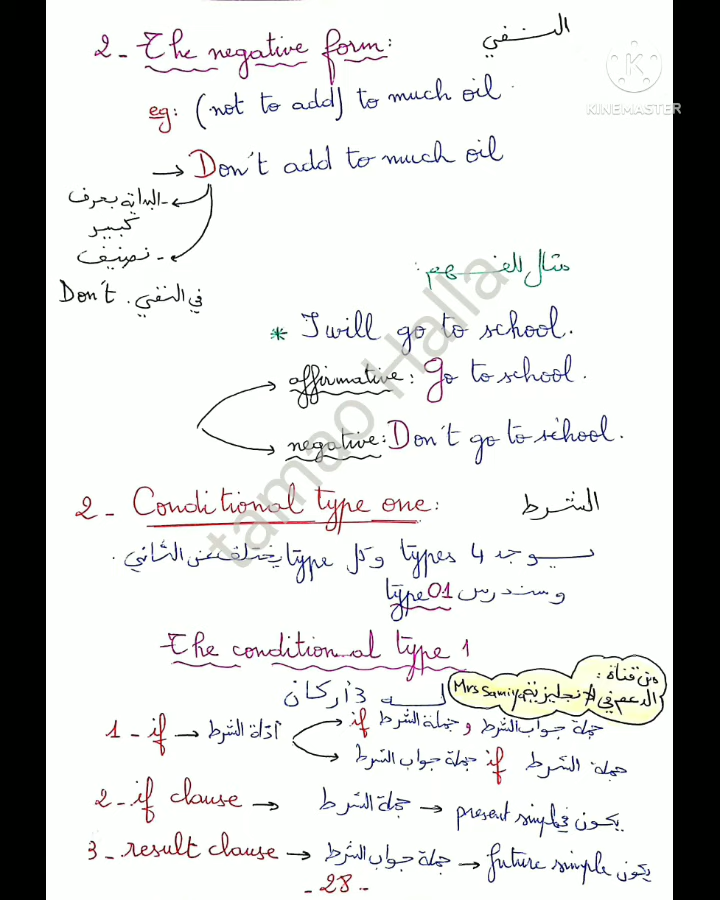 2 - The negative form: النفي
KINEMASTER
eg: (not to add) to much oil.
→ Don't add to much oil
- البداية بحرف
كبير
- نصيف
Don't. في النفي
مثال للفهم:
* I will go to school.
affirmative: Go to school.
negative: Don't go to school.
2 - Conditional type one: الشرط
يوجد 4 types وكل type يختلف عن الثاني.
وسندرس type 01
The conditional type 1
من قناة:
الدعم في الإنجليزية Mrs Samiya
له 3 أركان
1 - if → أداة الشرط
if جملة الشرط و جملة جواب الشرط
جملة جواب الشرط if جملة الشرط
2 - if clause → جملة الشرط → present simple يكون في
3 - result clause → جملة جواب الشرط → future simple يكون
- 28 -
tamao Halla